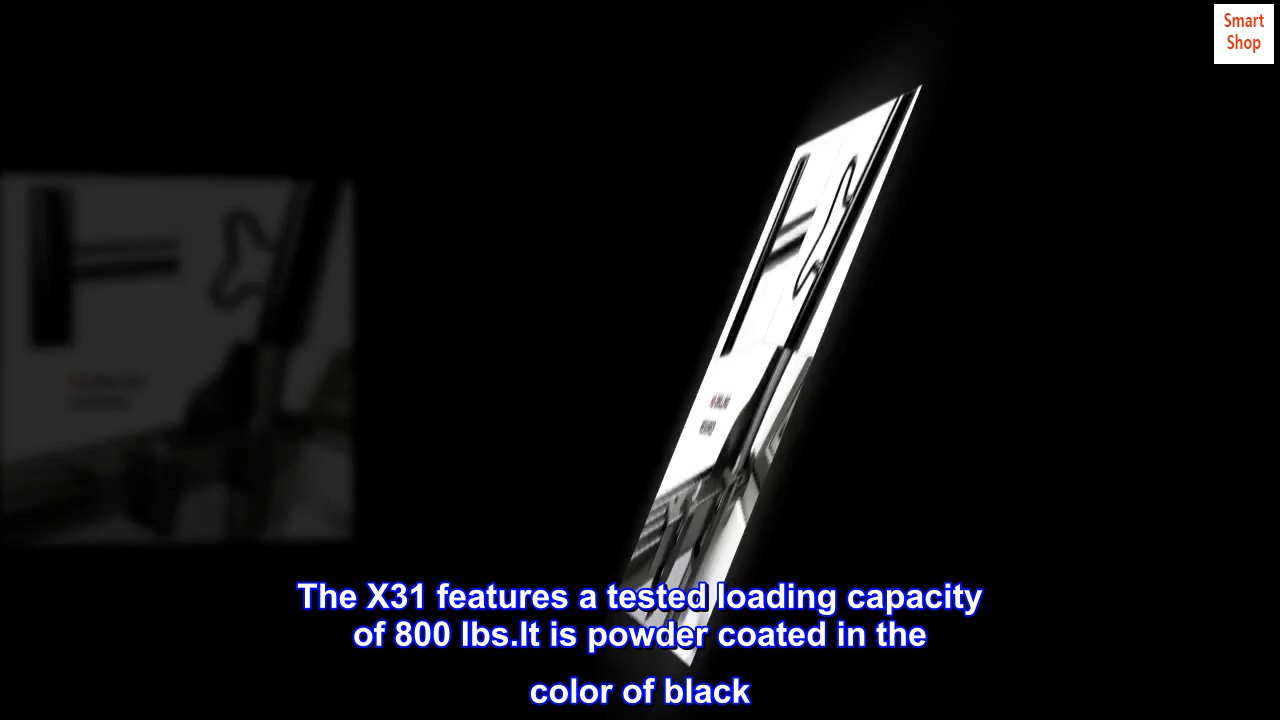 Smart
Shop
The X31 features a tested loading capacity
of 800 lbs.It is powder coated in the
color of black